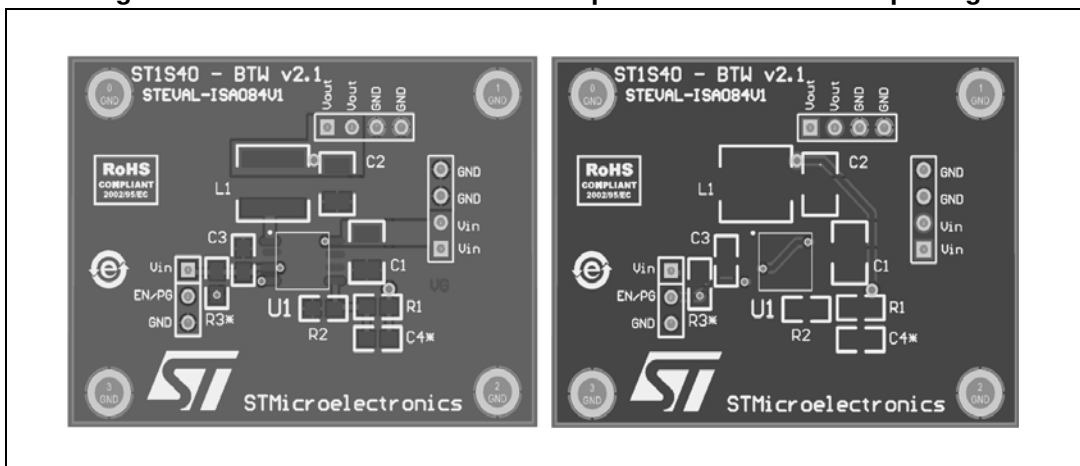 ST1S40 - BTW v2.1
STEVAL-ISA084V1
0
GND
1
GND
Vout
Vout
GND
GND
C2
RoHS
COMPLIANT
2002/95/EC
L1
GND
GND
Vin
Vin
C3
C1
e
Vin
EN/PG
GND
R3*
U1
R2
R1
C4*
VG
3
GND
2
GND
ST
STMicroelectronics
ST1S40 - BTW v2.1
STEVAL-ISA084V1
0
GND
1
GND
Vout
Vout
GND
GND
C2
RoHS
COMPLIANT
2002/95/EC
L1
GND
GND
Vin
Vin
C3
C1
e
Vin
EN/PG
GND
R3*
U1
R2
R1
C4*
3
GND
2
GND
ST
STMicroelectronics